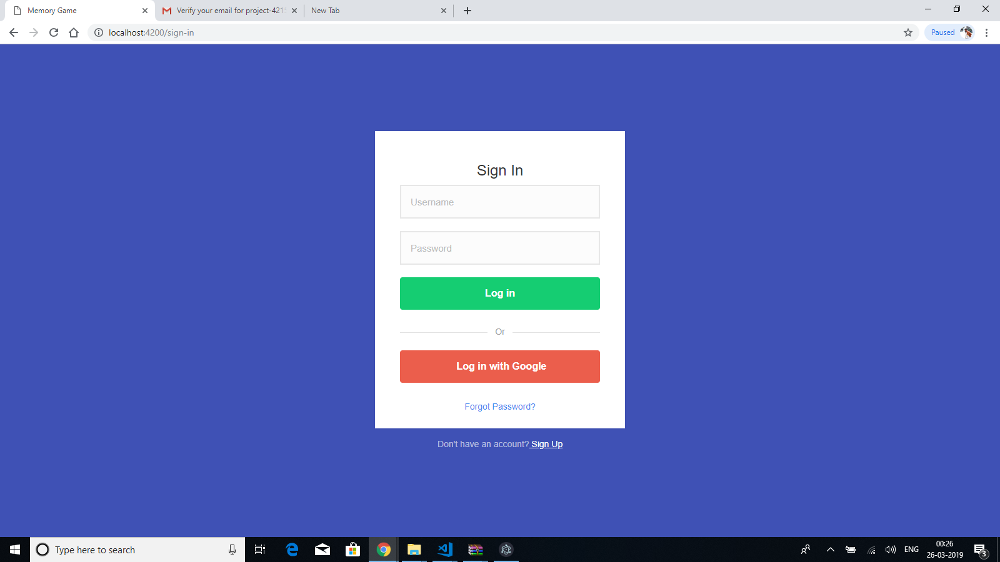 Memory Game
Verify your email for project-421
New Tab
localhost:4200/sign-in
Paused
Sign In
Username
Password
Log in
Or
Log in with Google
Forgot Password?
Don't have an account? Sign Up
Type here to search
ENG
00:26
26-03-2019
3